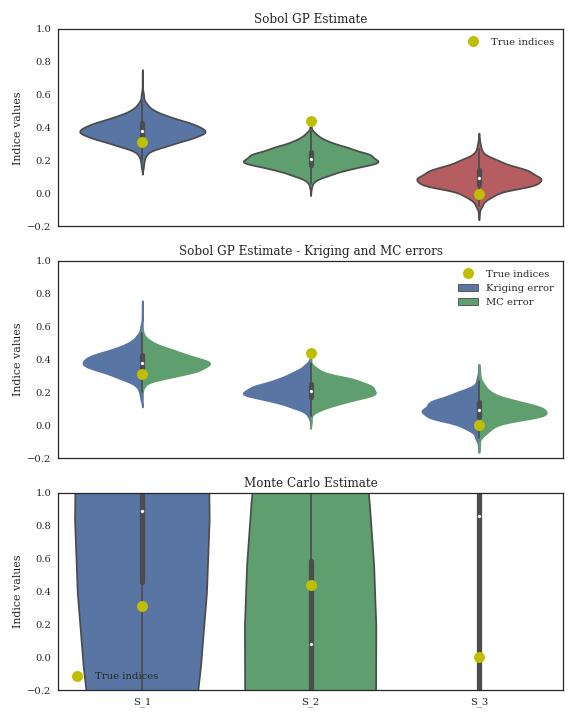 Sobol GP Estimate
1.0
0.8
0.6
0.4
0.2
0.0
−0.2
Indice values
True indices
Sobol GP Estimate - Kriging and MC errors
1.0
0.8
0.6
0.4
0.2
0.0
−0.2
Indice values
True indices
Kriging error
MC error
Monte Carlo Estimate
1.0
0.8
0.6
0.4
0.2
0.0
−0.2
Indice values
True indices
S_1 S_2 S_3